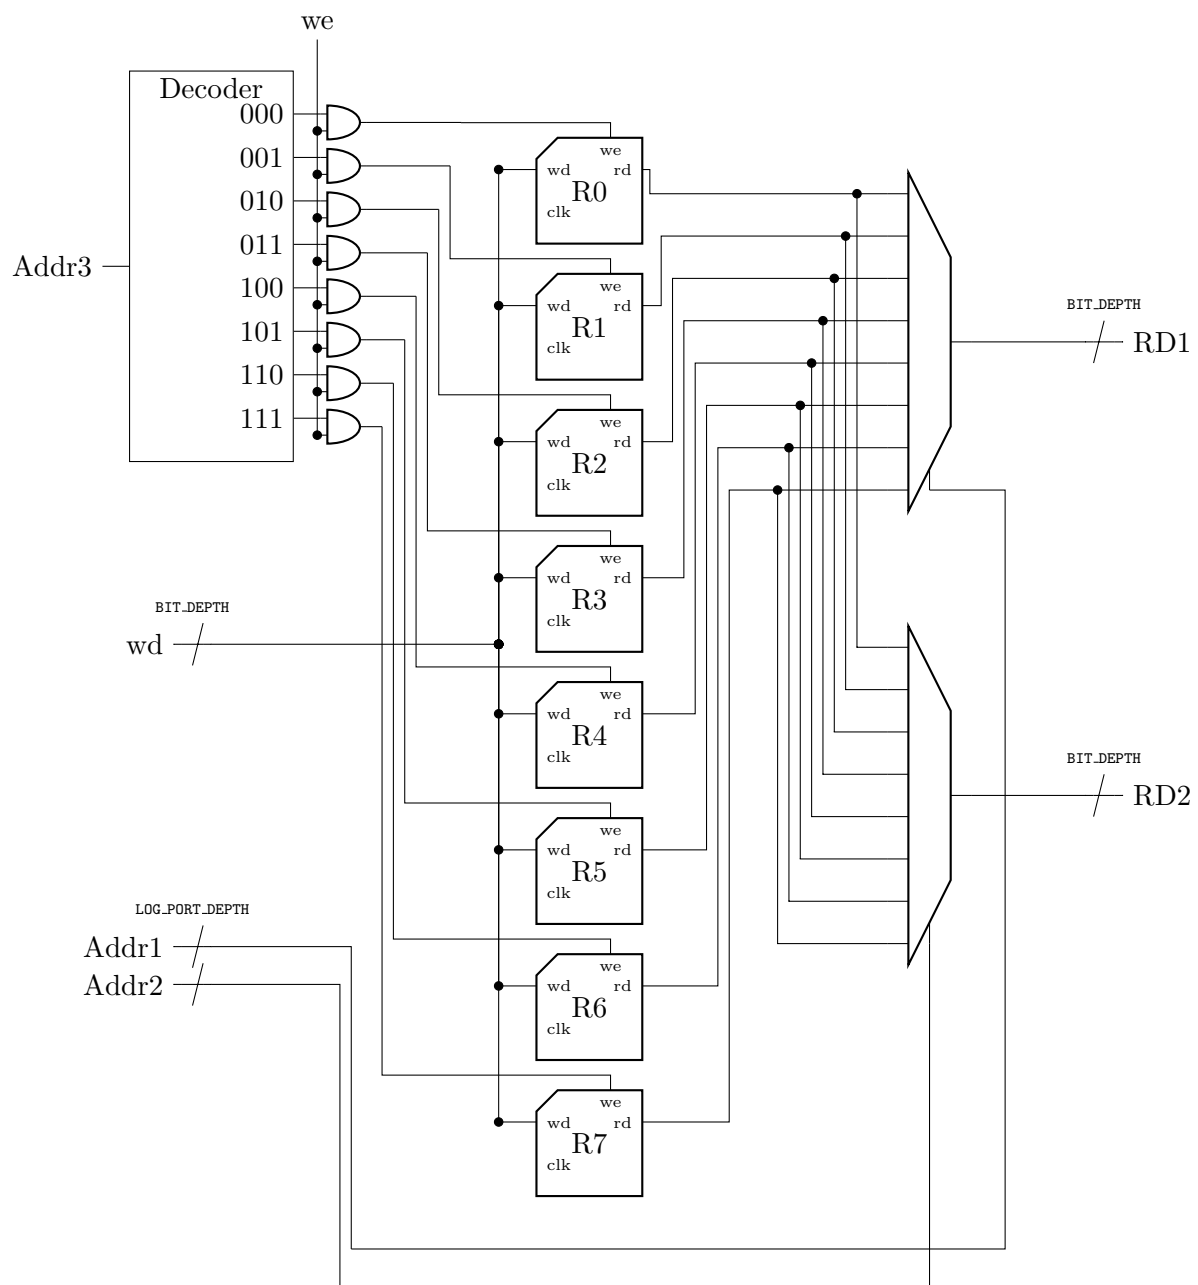 we
Decoder
000
001
010
011
100
101
110
111
Addr3
we
wd rd
R0
clk
we
wd rd
R1
clk
we
wd rd
R2
clk
we
wd rd
R3
clk
we
wd rd
R4
clk
we
wd rd
R5
clk
we
wd rd
R6
clk
we
wd rd
R7
clk
BIT_DEPTH
wd
LOG_PORT_DEPTH
Addr1
Addr2
BIT_DEPTH
RD1
BIT_DEPTH
RD2